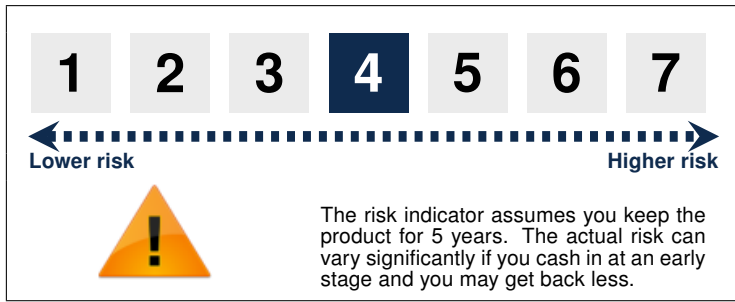 1 2 3 4 5 6 7
Lower risk Higher risk
!
The risk indicator assumes you keep the
product for 5 years. The actual risk can
vary significantly if you cash in at an early
stage and you may get back less.